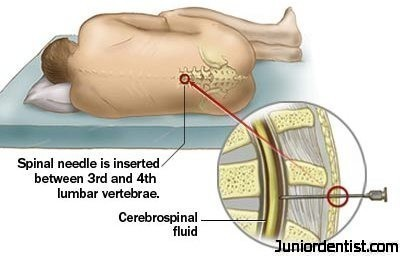 Spinal needle is inserted
between 3rd and 4th
lumbar vertebrae.
Cerebrospinal
fluid
Juniordentist.com